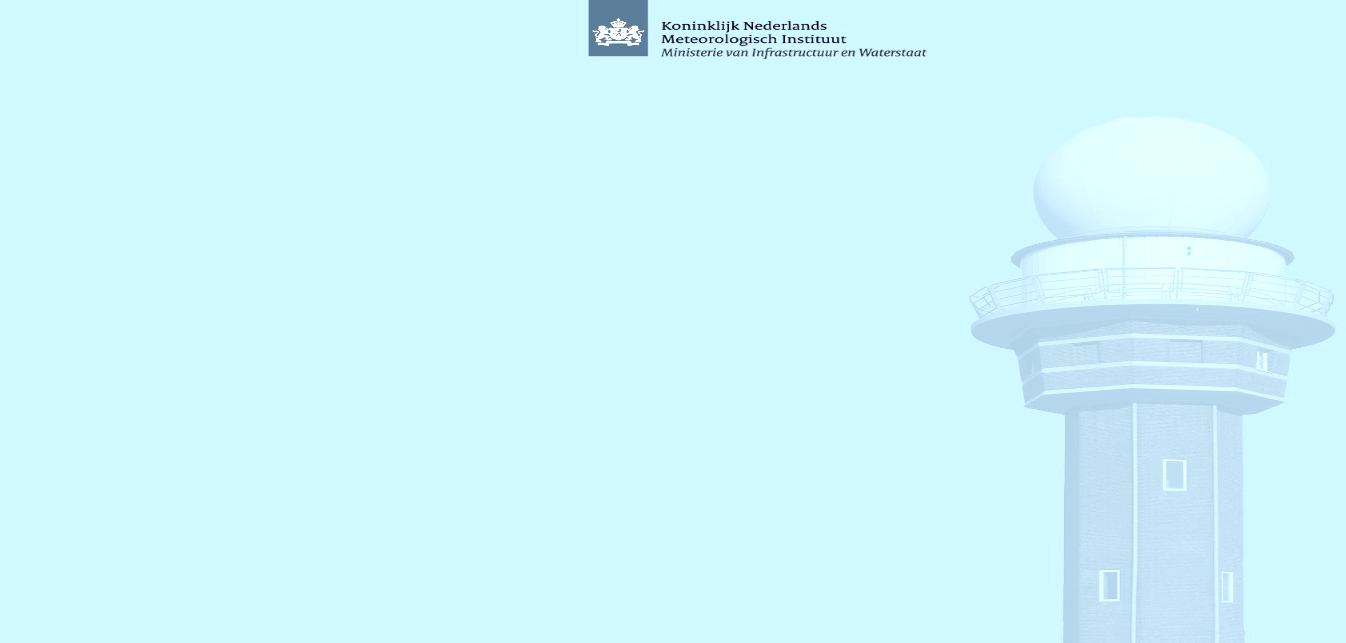 Koninklijk Nederlands
Meteorologisch Instituut
Ministerie van Infrastructuur en Waterstaat